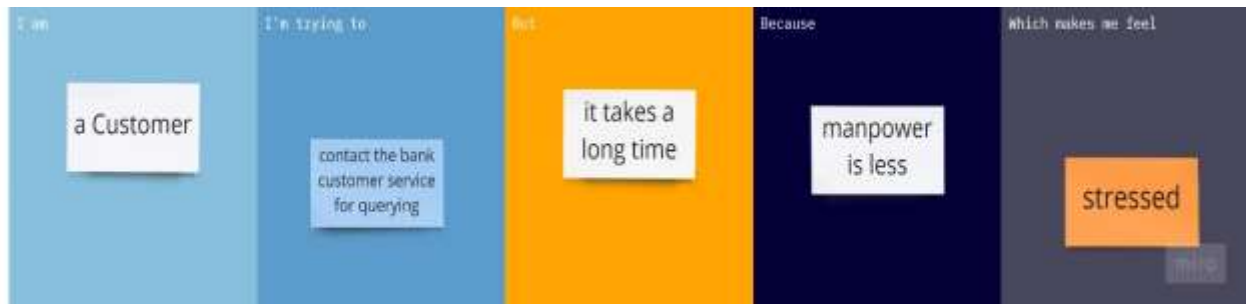 I am
a Customer
I'm trying to
contact the bank
customer service
for querying
But
it takes a
long time
Because
manpower
is less
Which makes me feel
stressed
miro